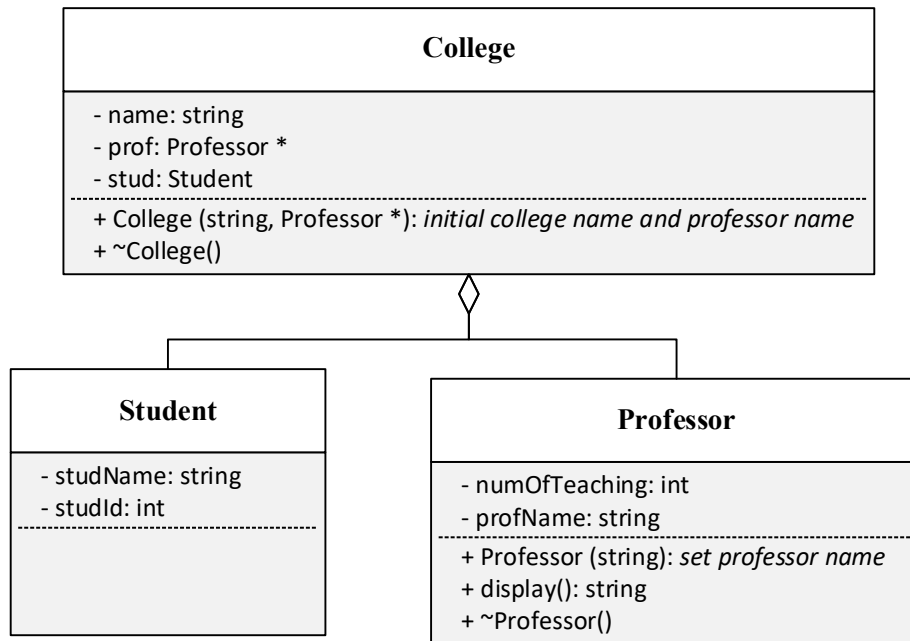 College
- name: string
- prof: Professor *
- stud: Student
+ College (string, Professor *): initial college name and professor name
+ ~College()
Student
- studName: string
- studId: int
Professor
- numOfTeaching: int
- profName: string
+ Professor (string): set professor name
+ display(): string
+ ~Professor()